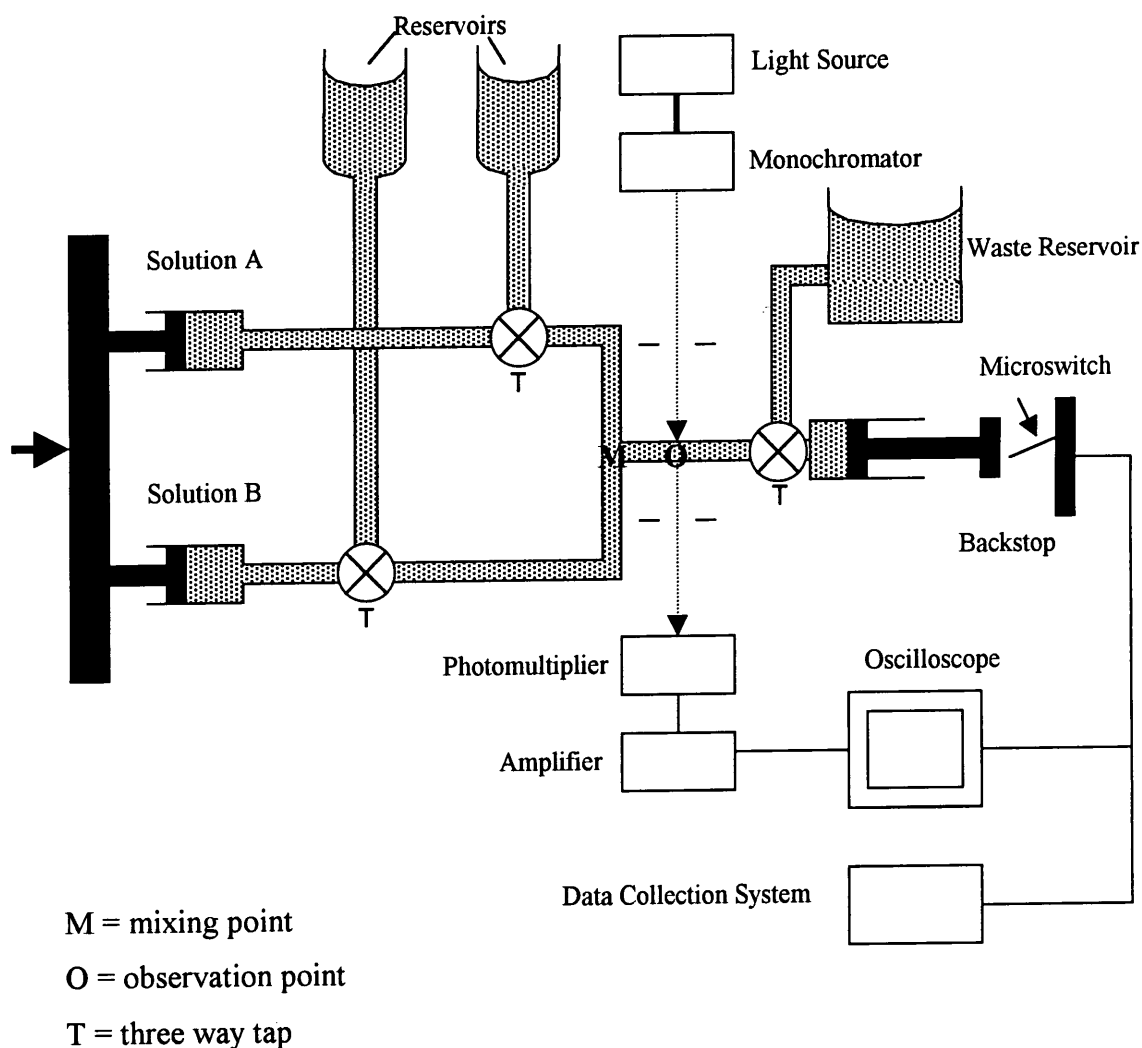 Reservoirs
Light Source
Monochromator
Solution A
Waste Reservoir
T
Microswitch
M
O
T
Solution B
Backstop
T
Photomultiplier
Oscilloscope
Amplifier
Data Collection System
M = mixing point
O = observation point
T = three way tap